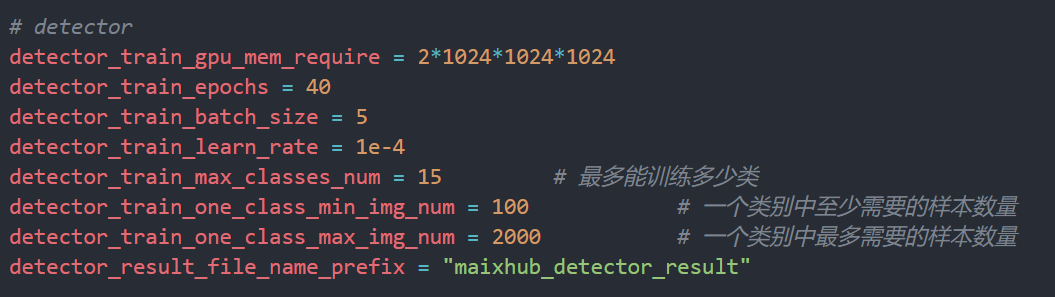 # detector
detector_train_gpu_mem_require = 2*1024*1024*1024
detector_train_epochs = 40
detector_train_batch_size = 5
detector_train_learn_rate = 1e-4
detector_train_max_classes_num = 15 # 最多能训练多少类
detector_train_one_class_min_img_num = 100 # 一个类别中至少需要的样本数量
detector_train_one_class_max_img_num = 2000 # 一个类别中最多需要的样本数量
detector_result_file_name_prefix = "maixhub_detector_result"